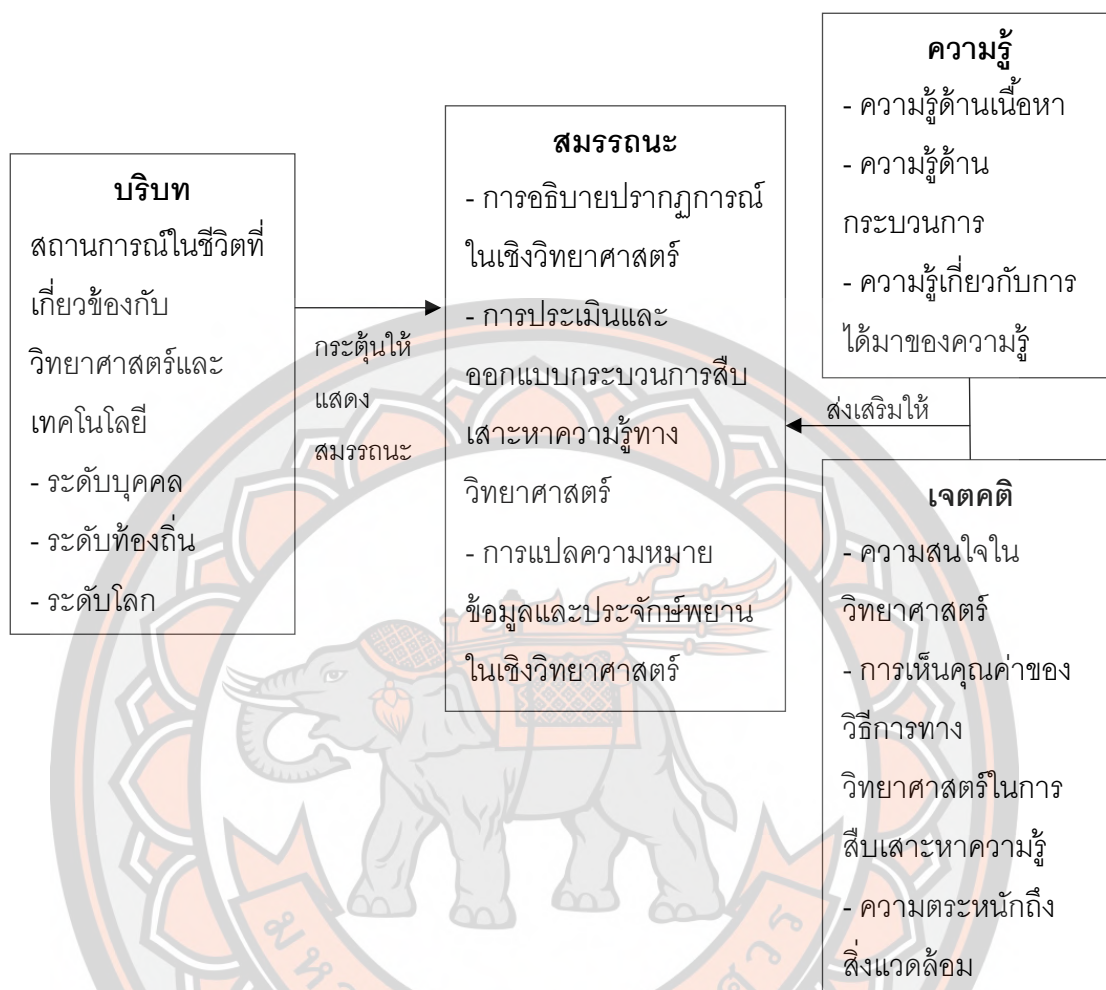 บริบท
สถานการณ์ในชีวิตที่
เกี่ยวข้องกับ
วิทยาศาสตร์และ
เทคโนโลยี
- ระดับบุคคล
- ระดับท้องถิ่น
- ระดับโลก
กระตุ้นให้
แสดง
สมรรถนะ
สมรรถนะ
- การอธิบายปรากฏการณ์
ในเชิงวิทยาศาสตร์
- การประเมินและ
ออกแบบกระบวนการสืบ
เสาะหาความรู้ทาง
วิทยาศาสตร์
- การแปลความหมาย
ข้อมูลและประจักษ์พยาน
ในเชิงวิทยาศาสตร์
ความรู้
- ความรู้ด้านเนื้อหา
- ความรู้ด้าน
กระบวนการ
- ความรู้เกี่ยวกับการ
ได้มาของความรู้
ส่งเสริมให้
เจตคติ
- ความสนใจใน
วิทยาศาสตร์
- การเห็นคุณค่าของ
วิธีการทาง
วิทยาศาสตร์ในการ
สืบเสาะหาความรู้
- ความตระหนักถึง
สิ่งแวดล้อม